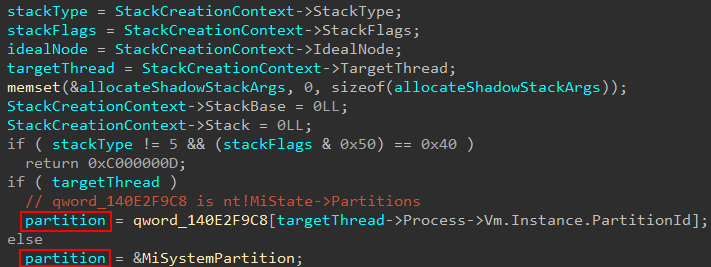 stackType = StackCreationContext->StackType;
stackFlags = StackCreationContext->StackFlags;
idealNode = StackCreationContext->IdealNode;
targetThread = StackCreationContext->TargetThread;
memset(&allocateShadowStackArgs, 0, sizeof(allocateShadowStackArgs));
StackCreationContext->StackBase = 0LL;
StackCreationContext->Stack = 0LL;
if ( stackType != 5 && (stackFlags & 0x50) == 0x40 )
return 0xC000000D;
if ( targetThread )
// qword_140E2F9C8 is nt!MiState->Partitions
partition = qword_140E2F9C8[targetThread->Process->Vm.Instance.PartitionId];
else
partition = &MiSystemPartition;